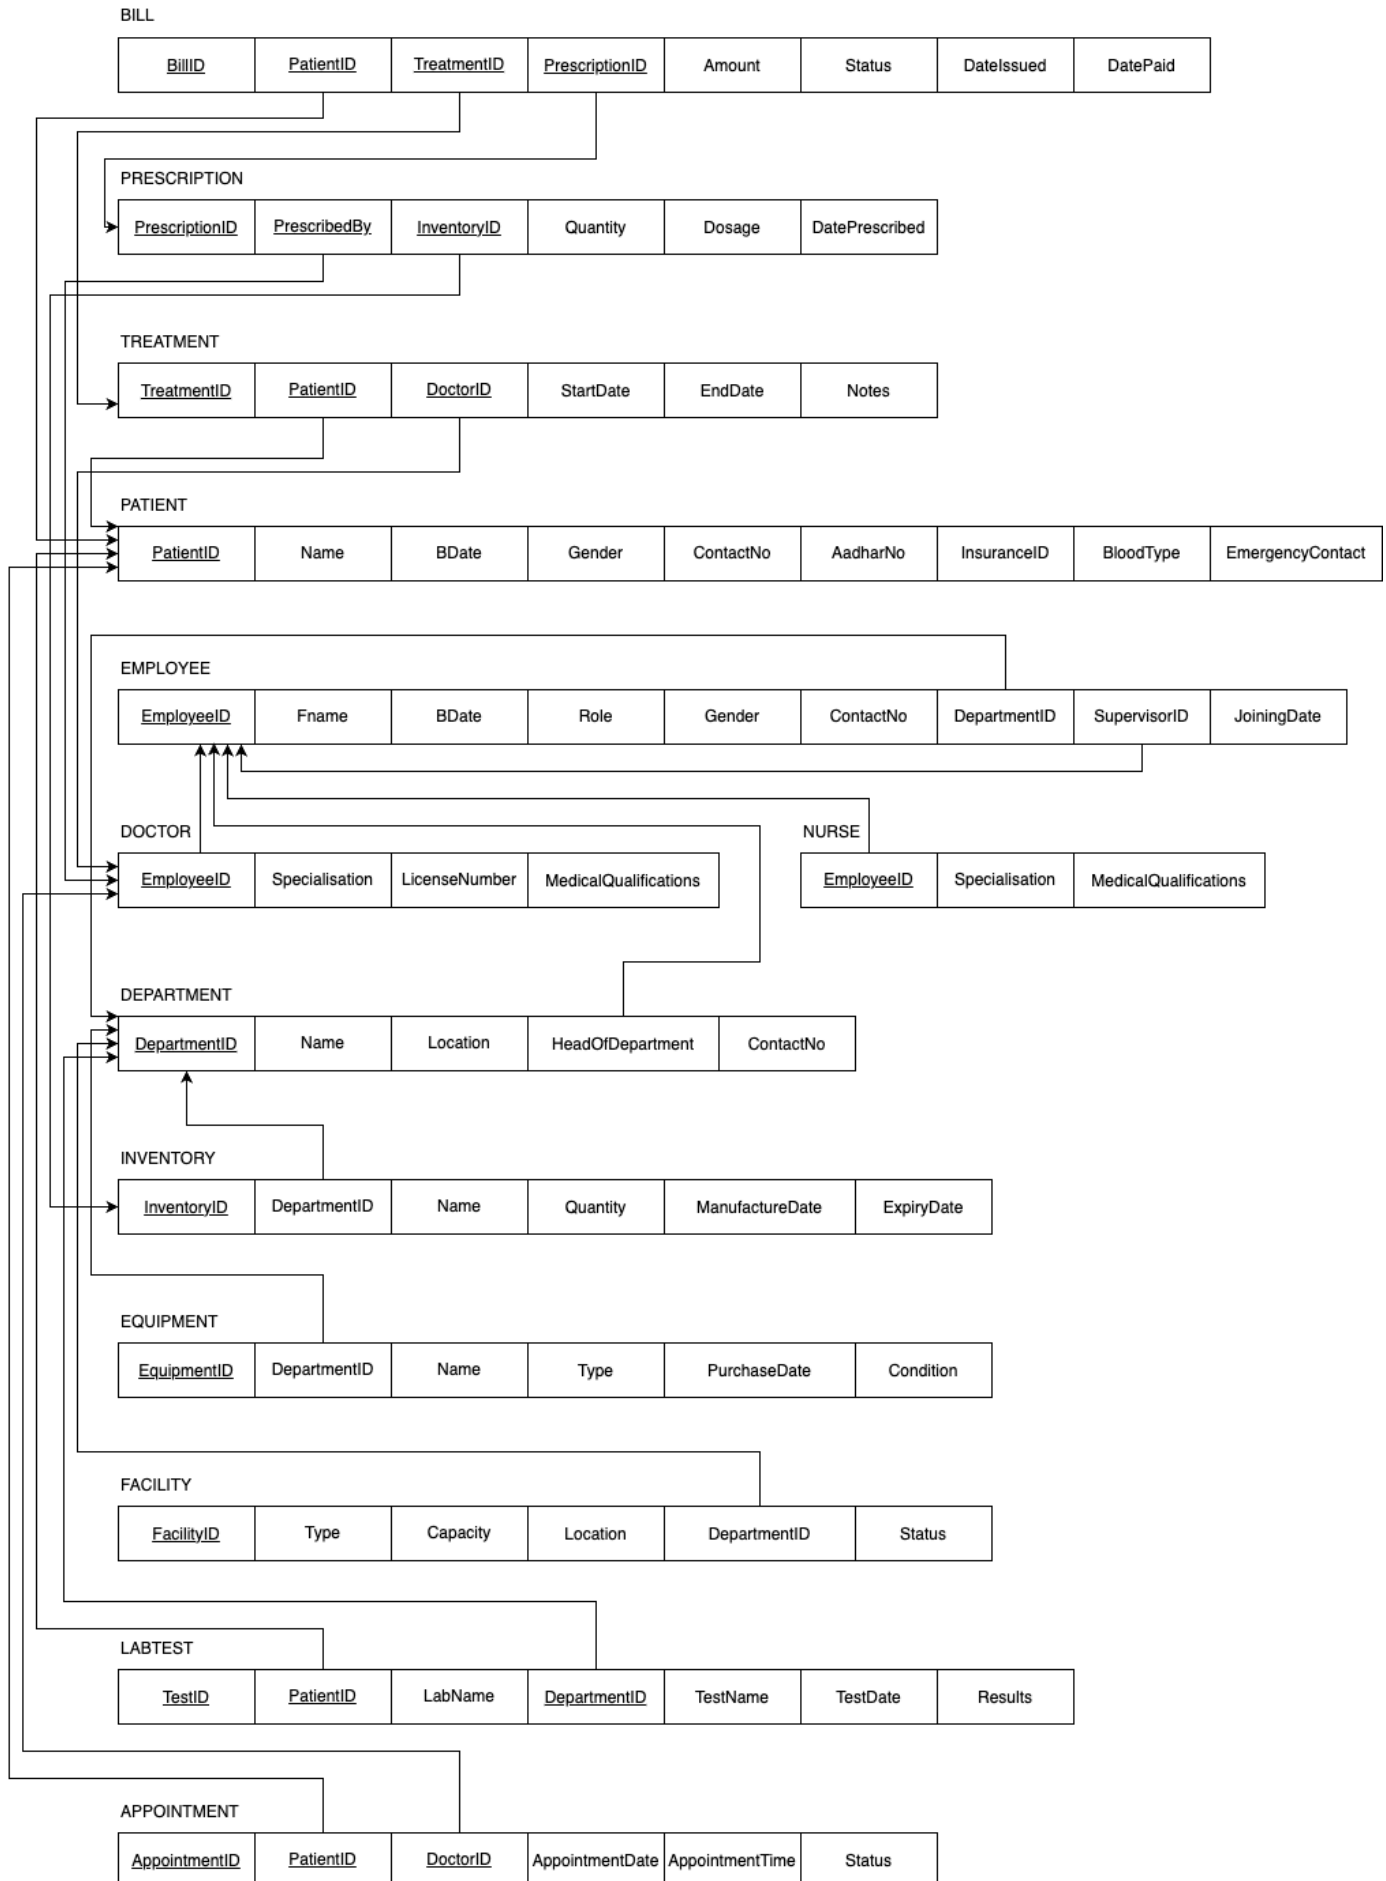 BILL
BillID PatientID TreatmentID PrescriptionID Amount Status DateIssued DatePaid
PRESCRIPTION
PrescriptionID PrescribedBy InventoryID Quantity Dosage DatePrescribed
TREATMENT
TreatmentID PatientID DoctorID StartDate EndDate Notes
PATIENT
PatientID Name BDate Gender ContactNo AadharNo InsuranceID BloodType EmergencyContact
EMPLOYEE
EmployeeID Fname BDate Role Gender ContactNo DepartmentID SupervisorID JoiningDate
DOCTOR NURSE
EmployeeID Specialisation LicenseNumber MedicalQualifications EmployeeID Specialisation MedicalQualifications
DEPARTMENT
DepartmentID Name Location HeadOfDepartment ContactNo
INVENTORY
InventoryID DepartmentID Name Quantity ManufactureDate ExpiryDate
EQUIPMENT
EquipmentID DepartmentID Name Type PurchaseDate Condition
FACILITY
FacilityID Type Capacity Location DepartmentID Status
LABTEST
TestID PatientID LabName DepartmentID TestName TestDate Results
APPOINTMENT
AppointmentID PatientID DoctorID AppointmentDate AppointmentTime Status